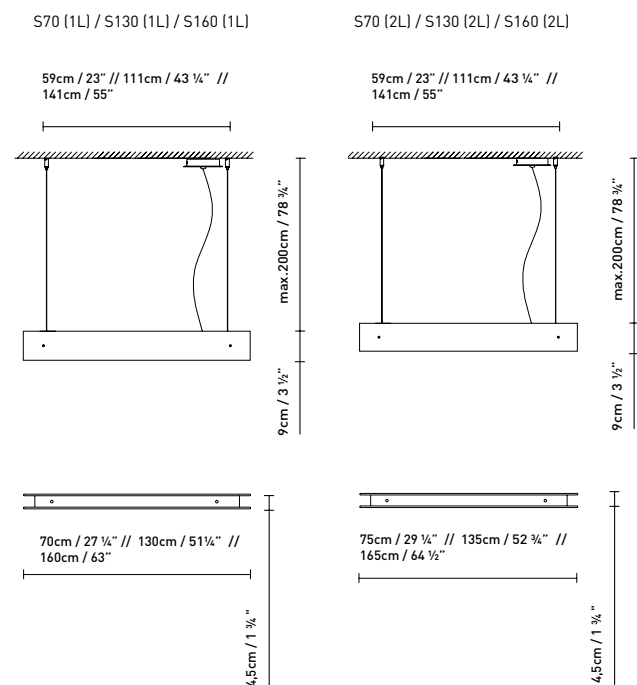 S70 (1L) / S130 (1L) / S160 (1L)
59cm / 23” // 111cm / 43 ¼” //
141cm / 55”
max.200cm / 78 ¾”
9cm / 3 ½”
70cm / 27 ¼” // 130cm / 51¼” //
160cm / 63”
4,5cm / 1 ¾ "
S70 (2L) / S130 (2L) / S160 (2L)
59cm / 23” // 111cm / 43 ¼” //
141cm / 55”
max.200cm / 78 ¾”
9cm / 3 ½”
75cm / 29 ¼” // 135cm / 52 ¾” //
165cm / 64 ½”
4,5cm / 1 ¾ "